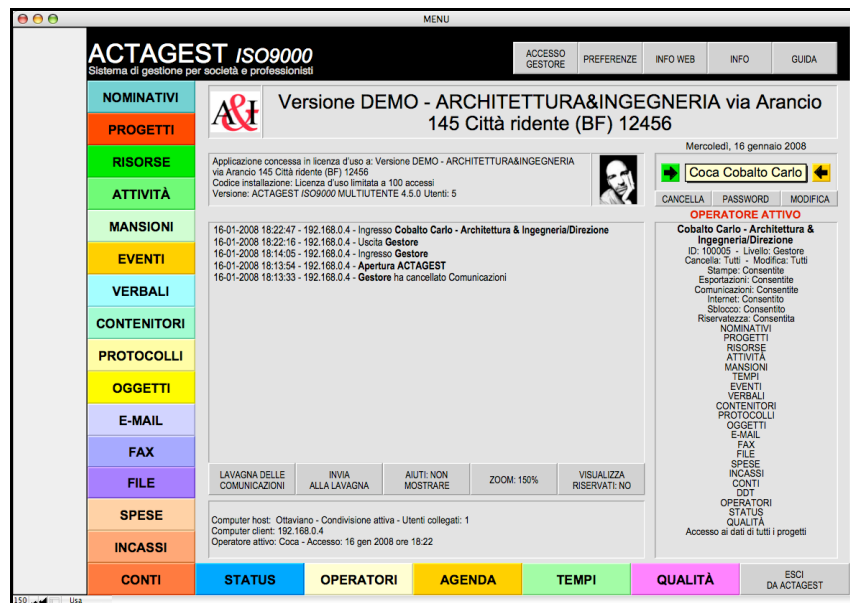 MENU
ACTAGEST ISO9000
Sistema di gestione per società e professionisti
ACCESSO
GESTORE
PREFERENZE
INFO WEB
INFO
GUIDA
NOMINATIVI
PROGETTI
RISORSE
ATTIVITÀ
MANSIONI
EVENTI
VERBALI
CONTENITORI
PROTOCOLLI
OGGETTI
E-MAIL
FAX
FILE
SPESE
INCASSI
CONTI
A&I
Versione DEMO - ARCHITETTURA&INGEGNERIA via Arancio
145 Città ridente (BF) 12456
Applicazione concessa in licenza d'uso a: Versione DEMO - ARCHITETTURA&INGEGNERIA
via Arancio 145 Città ridente (BF) 12456
Codice installazione: Licenza d'uso limitata a 100 accessi
Versione: ACTAGEST ISO9000 MULTIUTENTE 4.5.0 Utenti: 5
16-01-2008 18:22:47 - 192.168.0.4 - Ingresso Cobalto Carlo - Architettura & Ingegneria/Direzione
16-01-2008 18:22:16 - 192.168.0.4 - Uscita Gestore
16-01-2008 18:14:05 - 192.168.0.4 - Ingresso Gestore
16-01-2008 18:13:54 - 192.168.0.4 - Apertura ACTAGEST
16-01-2008 18:13:33 - 192.168.0.4 - Gestore ha cancellato Comunicazioni
LAVAGNA DELLE
COMUNICAZIONI
INVIA
ALLA LAVAGNA
AIUTI: NON
MOSTRARE
ZOOM: 150%
VISUALIZZA
RISERVATI: NO
Computer host: Ottaviano - Condivisione attiva - Utenti collegati: 1
Computer client: 192.168.0.4
Operatore attivo: Coca - Accesso: 16 gen 2008 ore 18:22
Mercoledì, 16 gennaio 2008
Coca Cobalto Carlo
CANCELLA
PASSWORD
MODIFICA
OPERATORE ATTIVO
Cobalto Carlo - Architettura &
Ingegneria/Direzione
ID: 100005 - Livello: Gestore
Cancella: Tutti - Modifica: Tutti
Stampe: Consentite
Esportazioni: Consentite
Comunicazioni: Consentite
Internet: Consentito
Sblocco: Consentito
Riservatezza: Consentita
NOMINATIVI
PROGETTI
RISORSE
ATTIVITÀ
MANSIONI
TEMPI
EVENTI
VERBALI
CONTENITORI
PROTOCOLLI
OGGETTI
E-MAIL
FAX
FILE
SPESE
INCASSI
CONTI
DDT
OPERATORI
STATUS
QUALITÀ
Accesso ai dati di tutti i progetti
STATUS
OPERATORI
AGENDA
TEMPI
QUALITÀ
ESCI
DA ACTAGEST
150
Usa